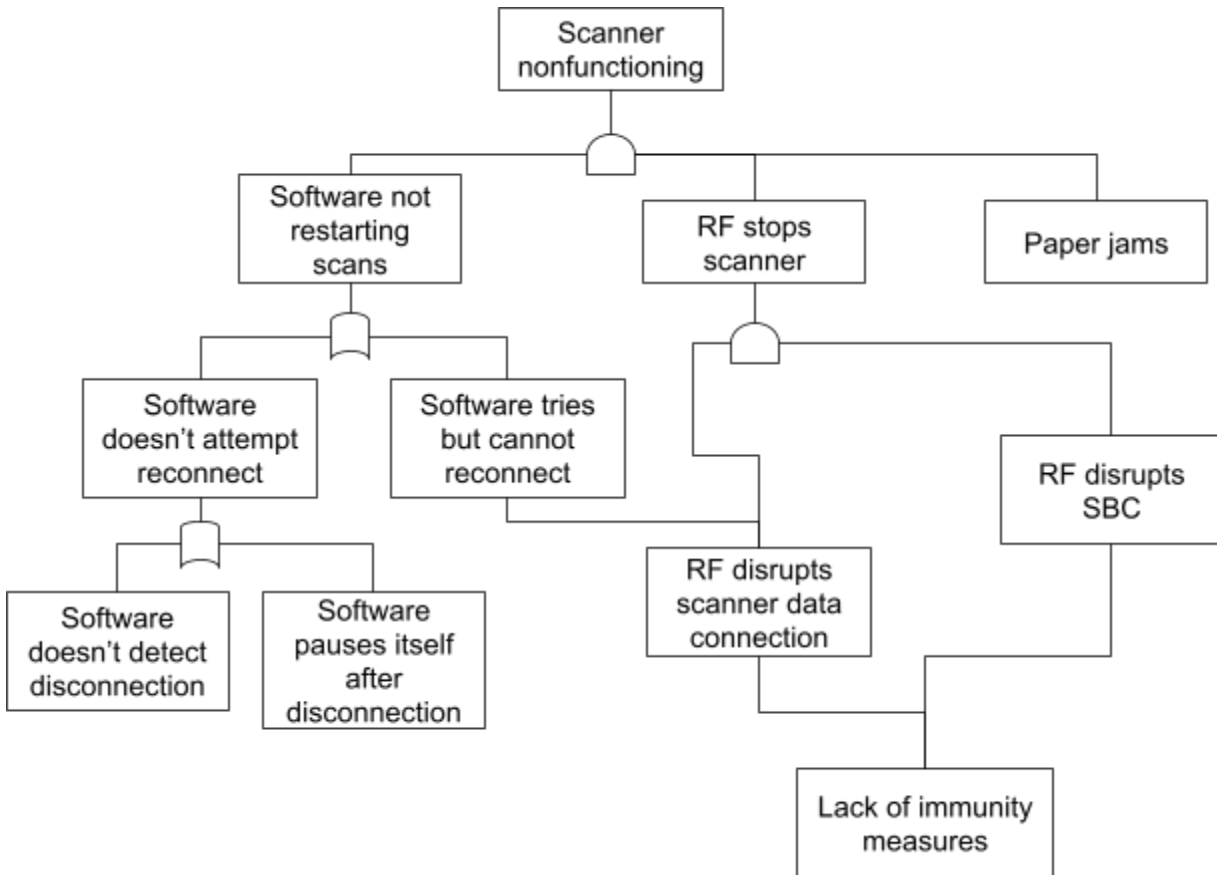 Scanner
nonfunctioning
Software not
restarting
scans
RF stops
scanner
Paper jams
Software
doesn’t attempt
reconnect
Software tries
but cannot
reconnect
RF disrupts
SBC
RF disrupts
scanner data
connection
Software
doesn’t detect
disconnection
Software
pauses itself
after
disconnection
Lack of immunity
measures